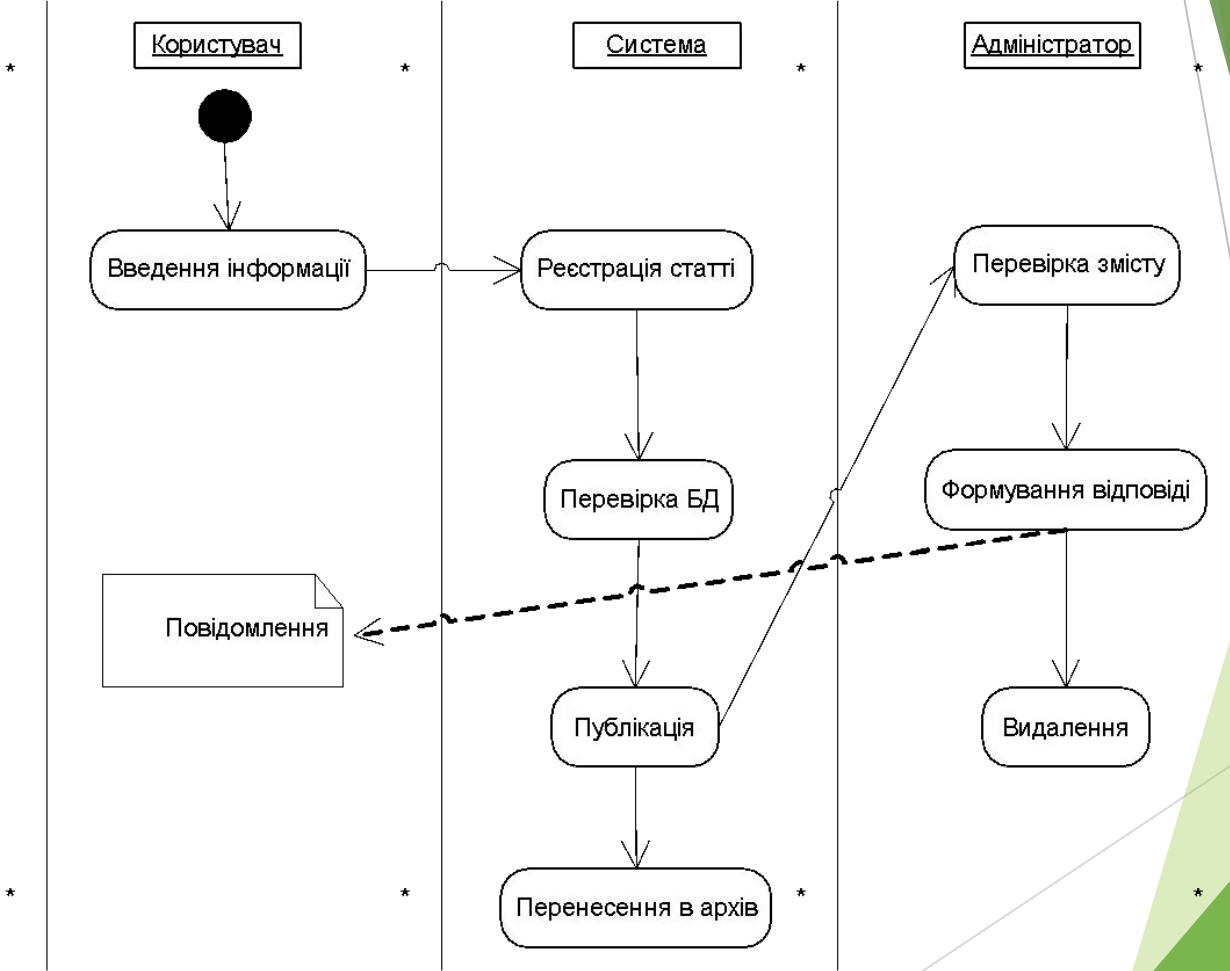 Користувач
Система
Адміністратор
*
*
*
*
Введення інформації
Реєстрація статті
Перевірка змісту
Перевірка БД
Формування відповіді
Повідомлення
Публікація
Видалення
Перенесення в архів
*
*
*
*